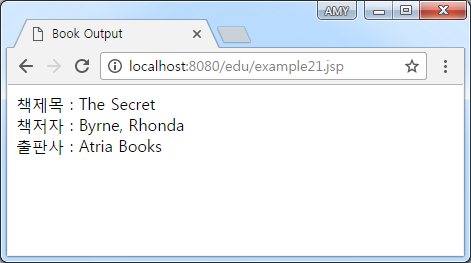 AMY
Book Output
localhost:8080/edu/example21.jsp
책제목 : The Secret
책저자 : Byrne, Rhonda
출판사 : Atria Books